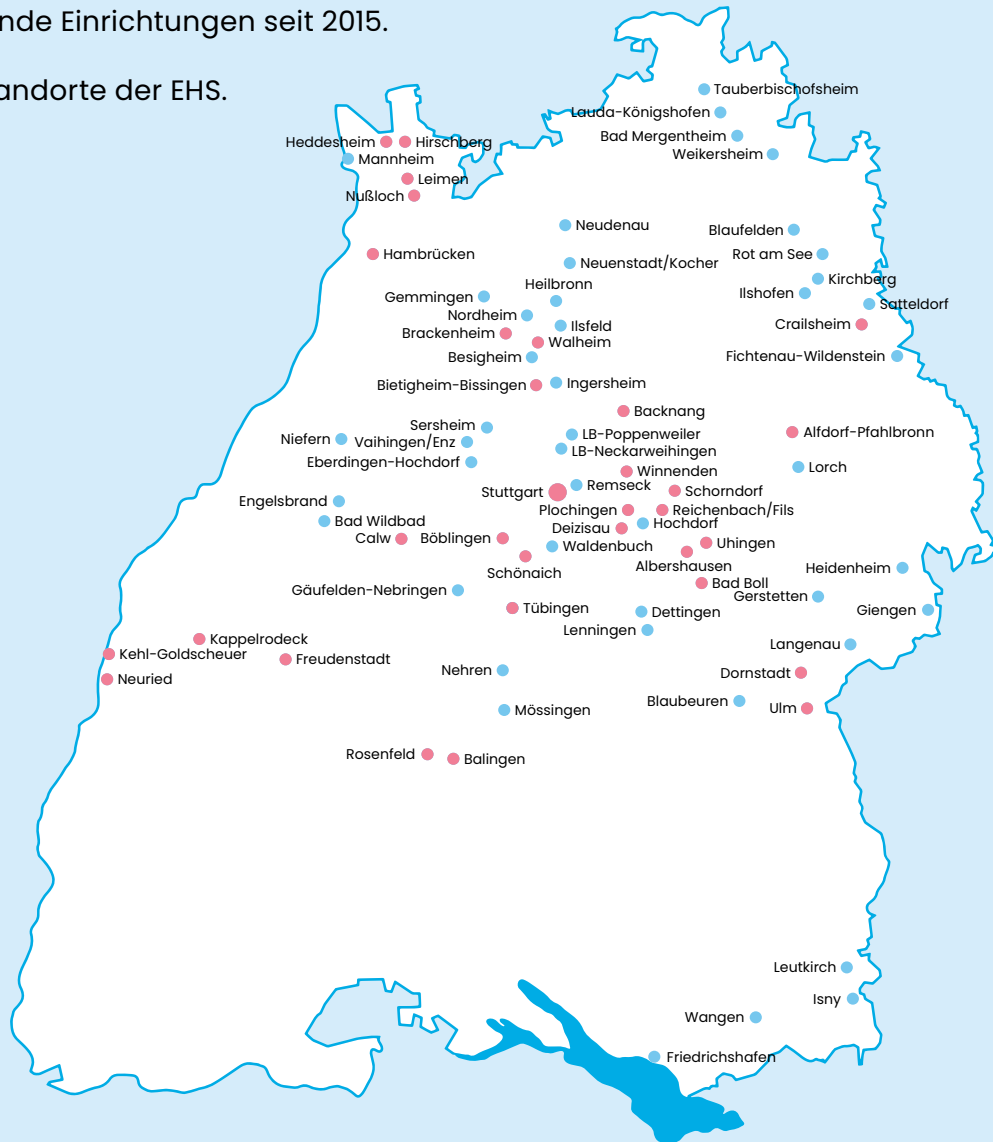 nde Einrichtungen seit 2015.
andorte der EHS.
Tauberbischofsheim
Lauda-Königshofen
Bad Mergentheim
Weikersheim
Heddesheim
Hirschberg
Mannheim
Leimen
Nußloch
Neudenau
Blaufelden
Hambrücken
Rot am See
Neuenstadt/Kocher
Kirchberg
Heilbronn
Ilshofen
Gemmingen
Satteldorf
Nordheim
Ilsfeld
Crailsheim
Brackenheim
Walheim
Besigheim
Fichtenau-Wildenstein
Bietigheim-Bissingen
Ingersheim
Backnang
Sersheim
Alfdorf-Pfahlbronn
LB-Poppenweiler
Niefern
Vaihingen/Enz
LB-Neckarweihingen
Eberdingen-Hochdorf
Lorch
Winnenden
Remseck
Stuttgart
Schorndorf
Engelsbrand
Plochingen
Reichenbach/Fils
Bad Wildbad
Hochdorf
Deizisau
Calw
Böblingen
Uhingen
Waldenbuch
Albershausen
Heidenheim
Schönaich
Bad Boll
Gäufelden-Nebringen
Gerstetten
Tübingen
Dettingen
Giengen
Lenningen
Kappelrodeck
Langenau
Kehl-Goldscheuer
Freudenstadt
Nehren
Dornstadt
Neuried
Blaubeuren
Ulm
Mössingen
Rosenfeld
Balingen
Leutkirch
Isny
Wangen
Friedrichshafen